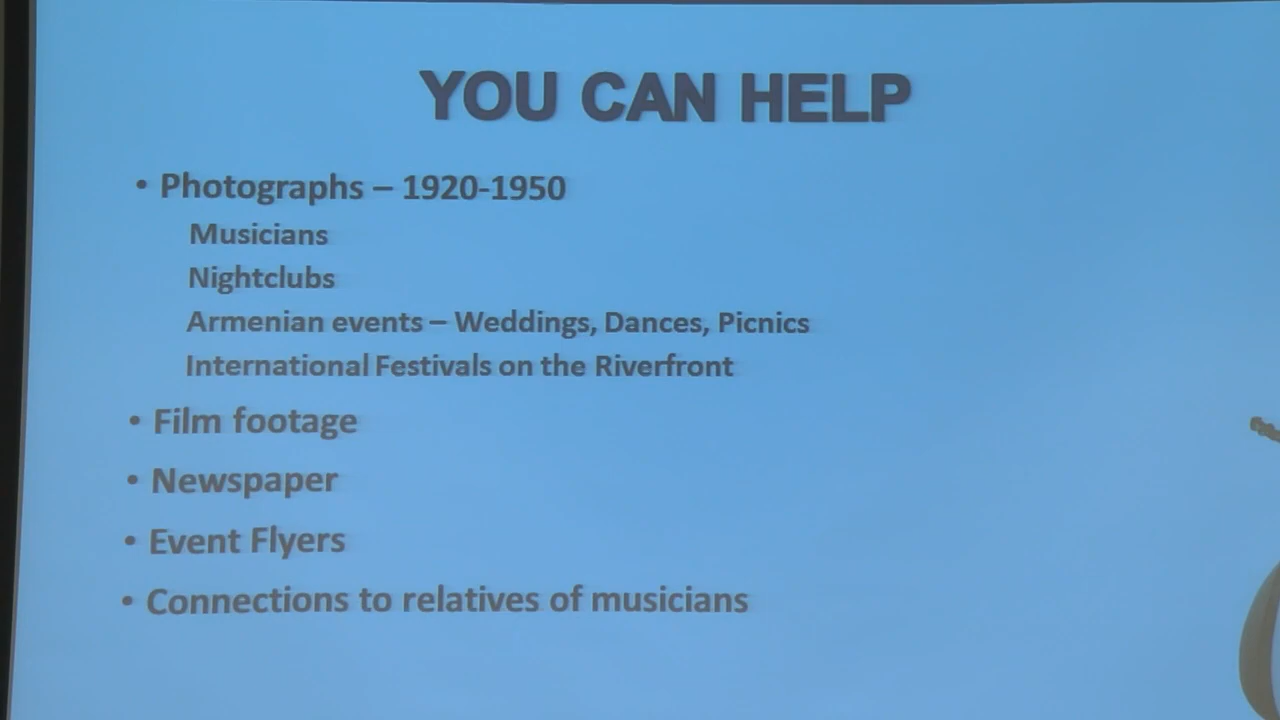 YOU CAN HELP
• Photographs – 1920-1950
Musicians
Nightclubs
Armenian events – Weddings, Dances, Picnics
International Festivals on the Riverfront
• Film footage
• Newspaper
• Event Flyers
• Connections to relatives of musicians